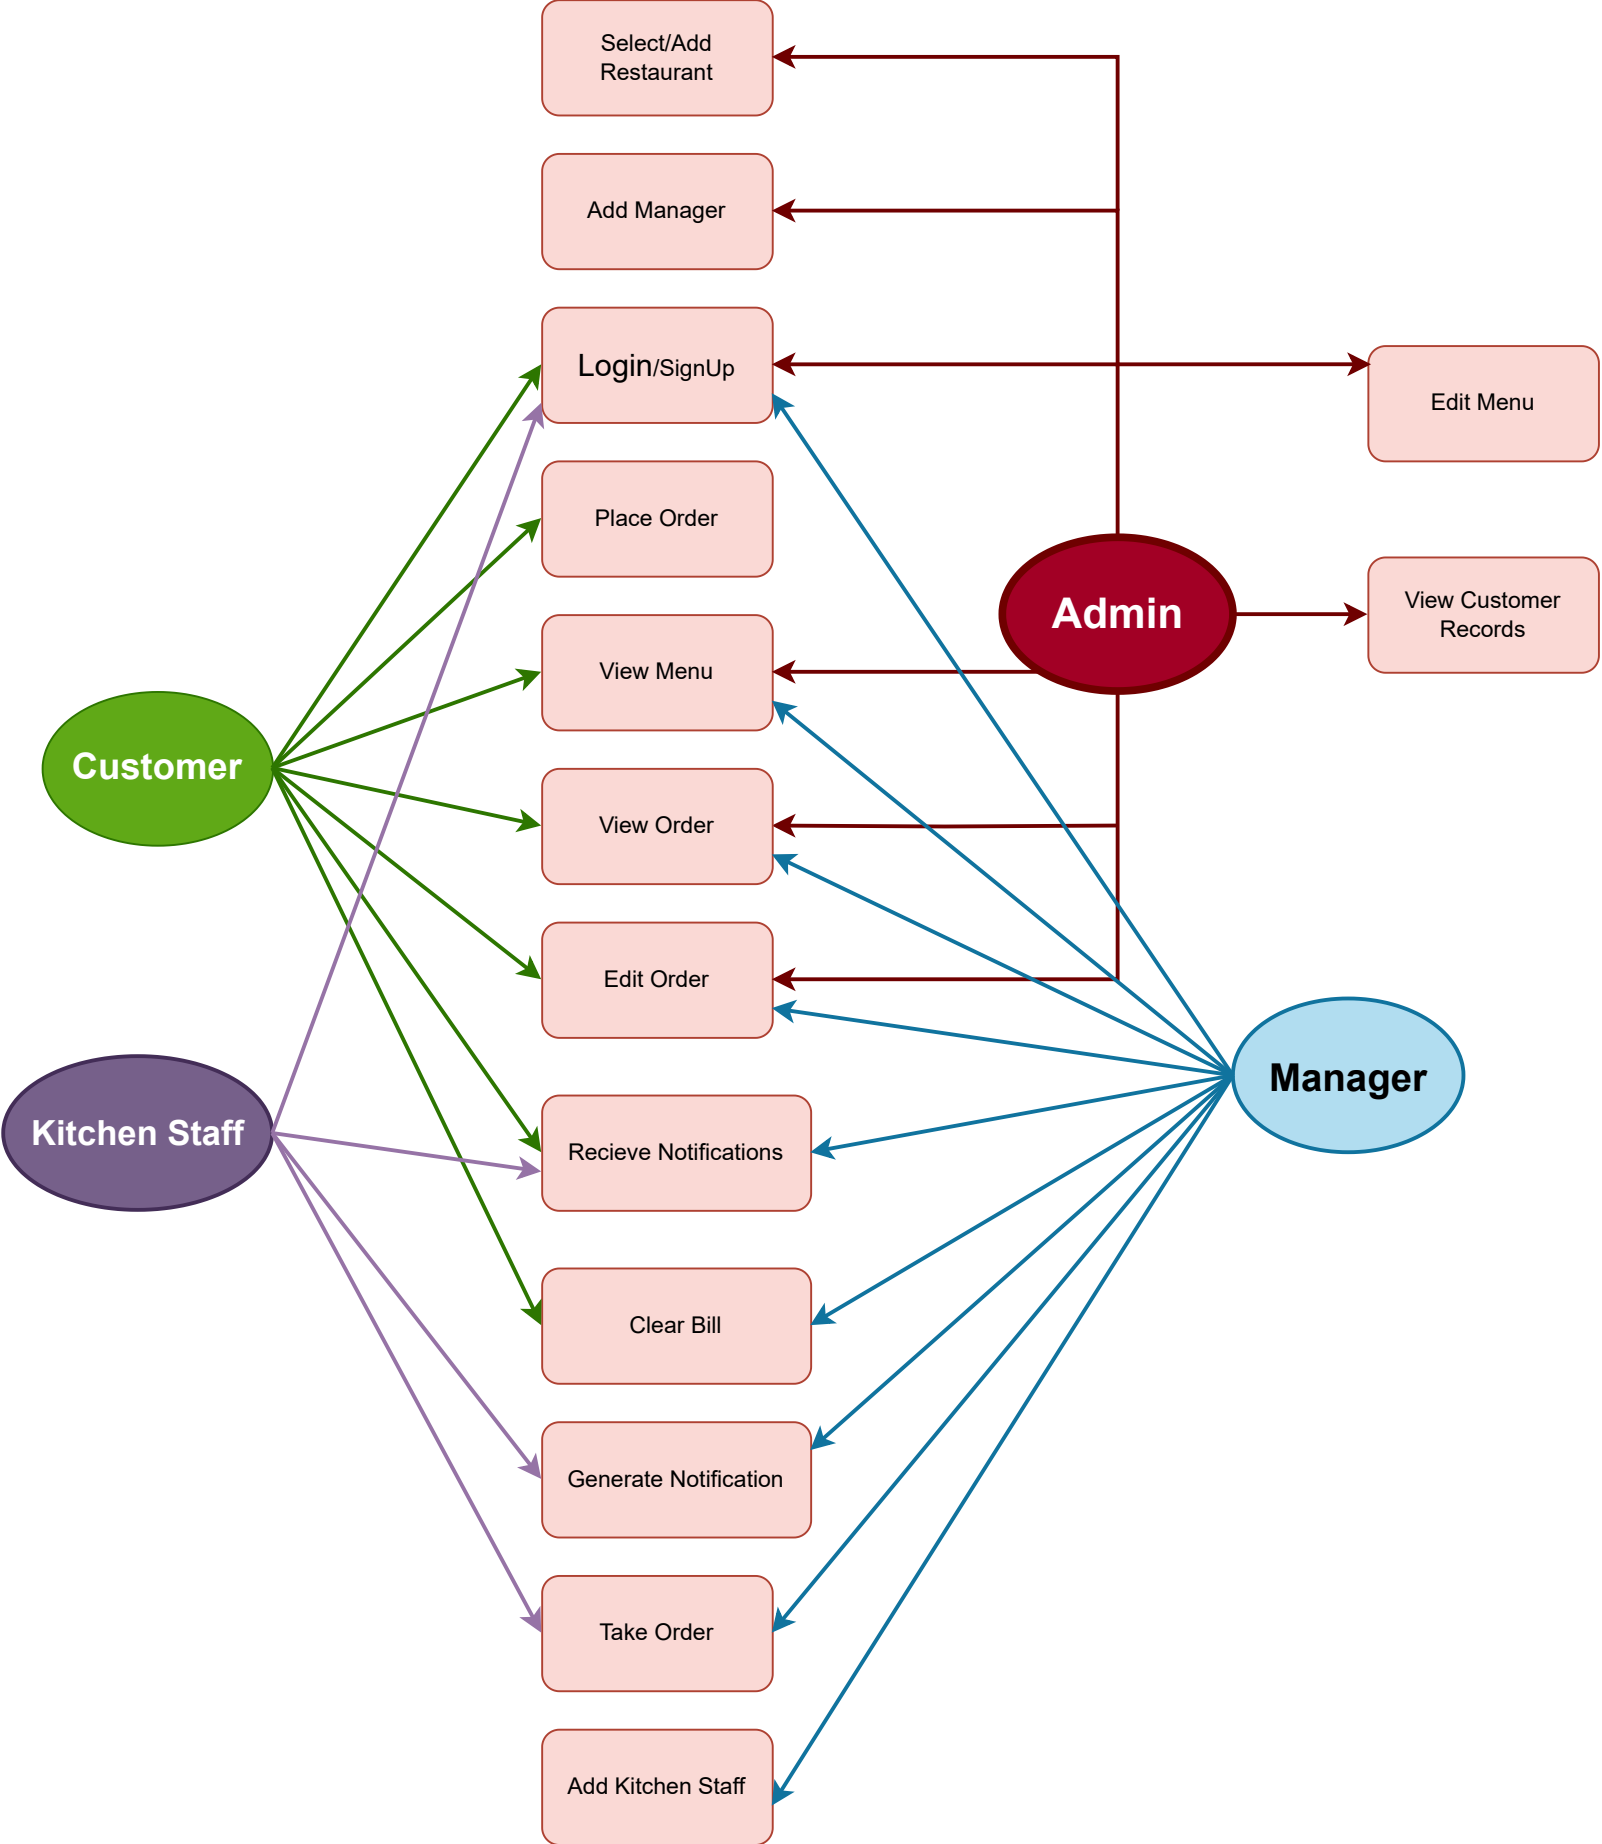 Select/Add
Restaurant
Add Manager
Login/SignUp
Edit Menu
Place Order
Admin
View Customer
Records
View Menu
Customer
View Order
Edit Order
Manager
Kitchen Staff
Recieve Notifications
Clear Bill
Generate Notification
Take Order
Add Kitchen Staff